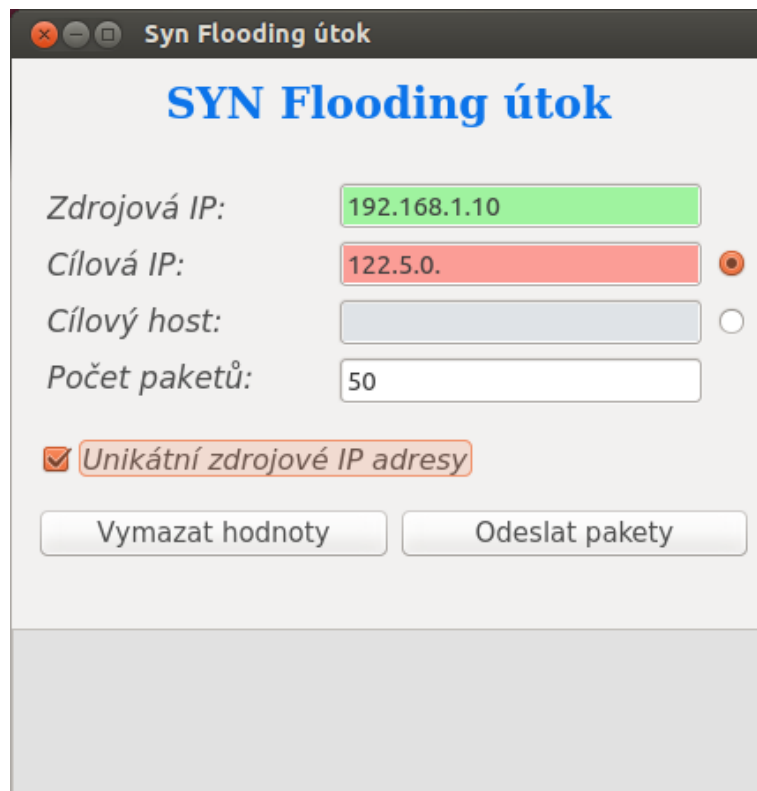 Syn Flooding útok
SYN Flooding útok
Zdrojová IP: 192.168.1.10
Cílová IP: 122.5.0.
Cílový host:
Počet paketů: 50
Unikátní zdrojové IP adresy
Vymazat hodnoty Odeslat pakety